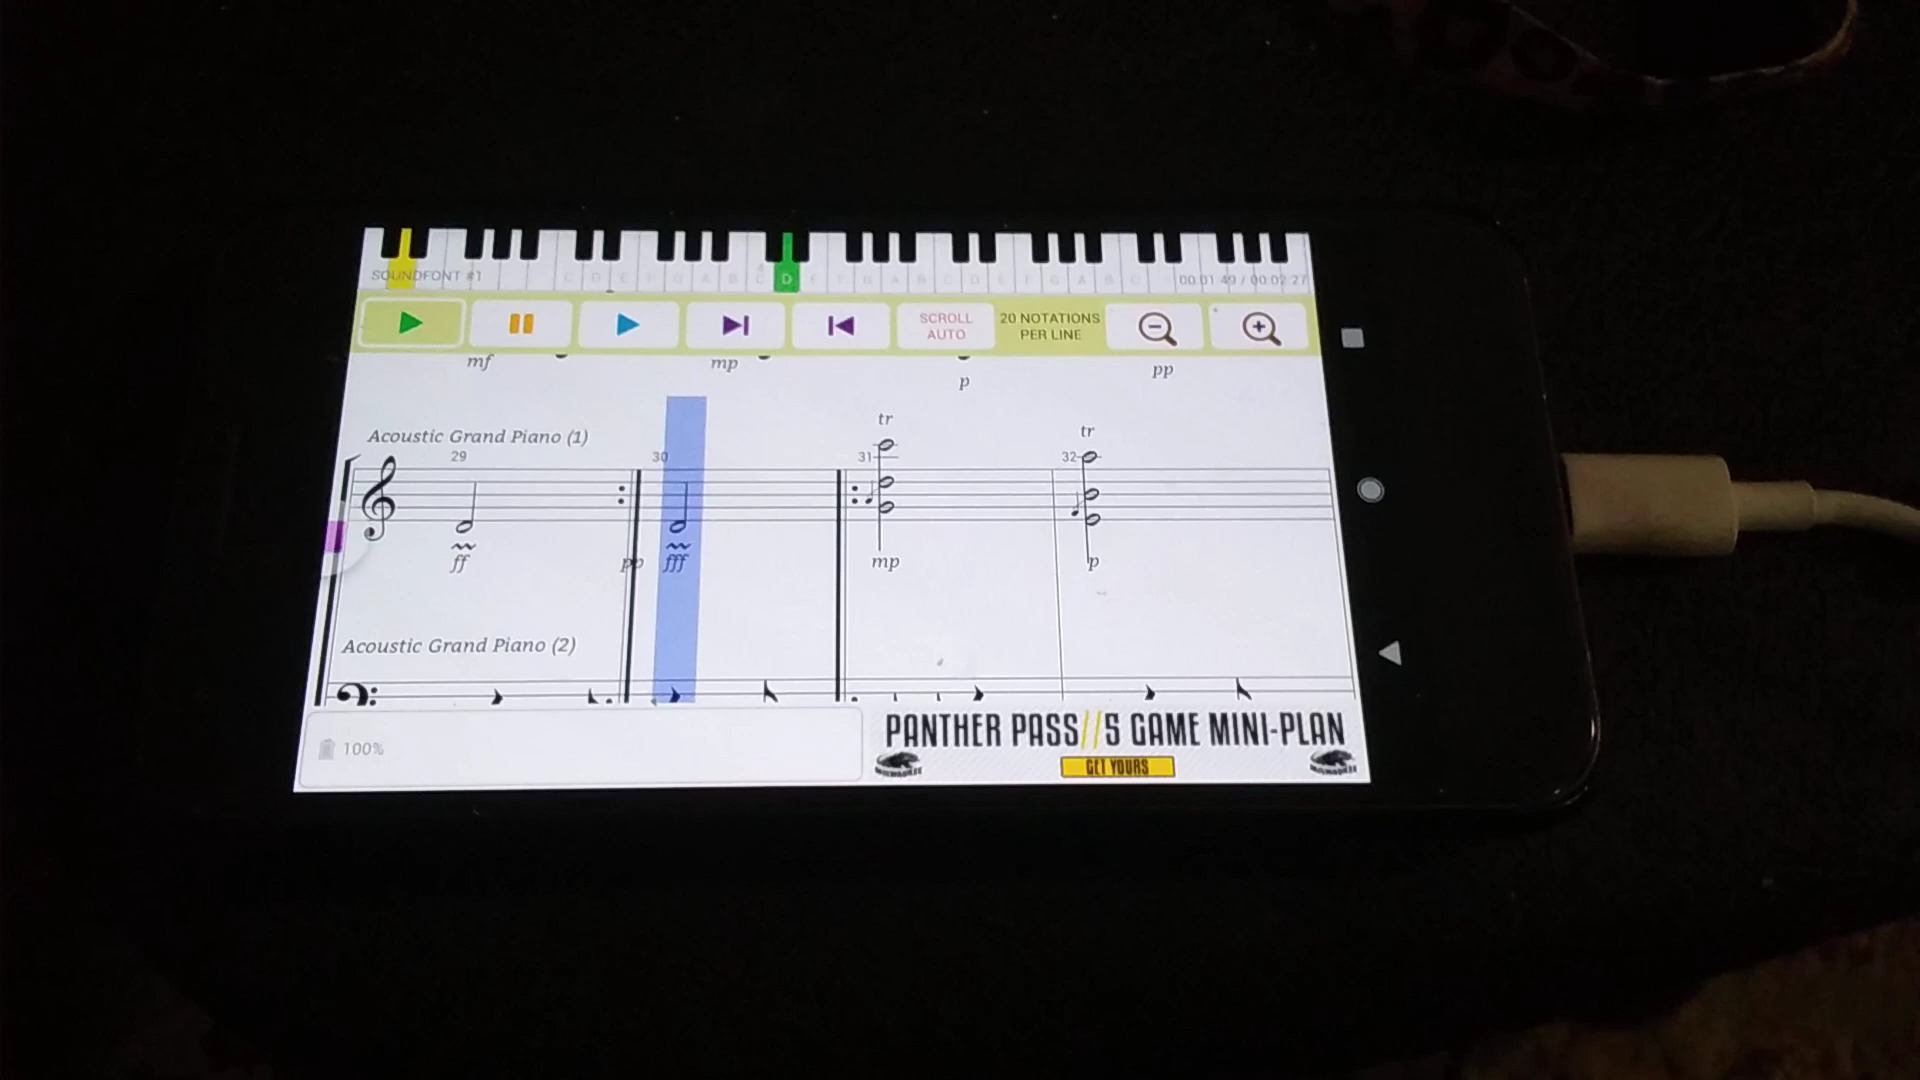 SOUNDFONT #1
C D E F G A B C D E F G A B C D E F G A B C
00:01:49 / 00:02:27
SCROLL AUTO
20 NOTATIONS PER LINE
mf mp p pp
tr tr
Acoustic Grand Piano (1)
29 30 31 32
ff pp fff mp p
Acoustic Grand Piano (2)
100%
PANTHER PASS//5 GAME MINI-PLAN
GET YOURS